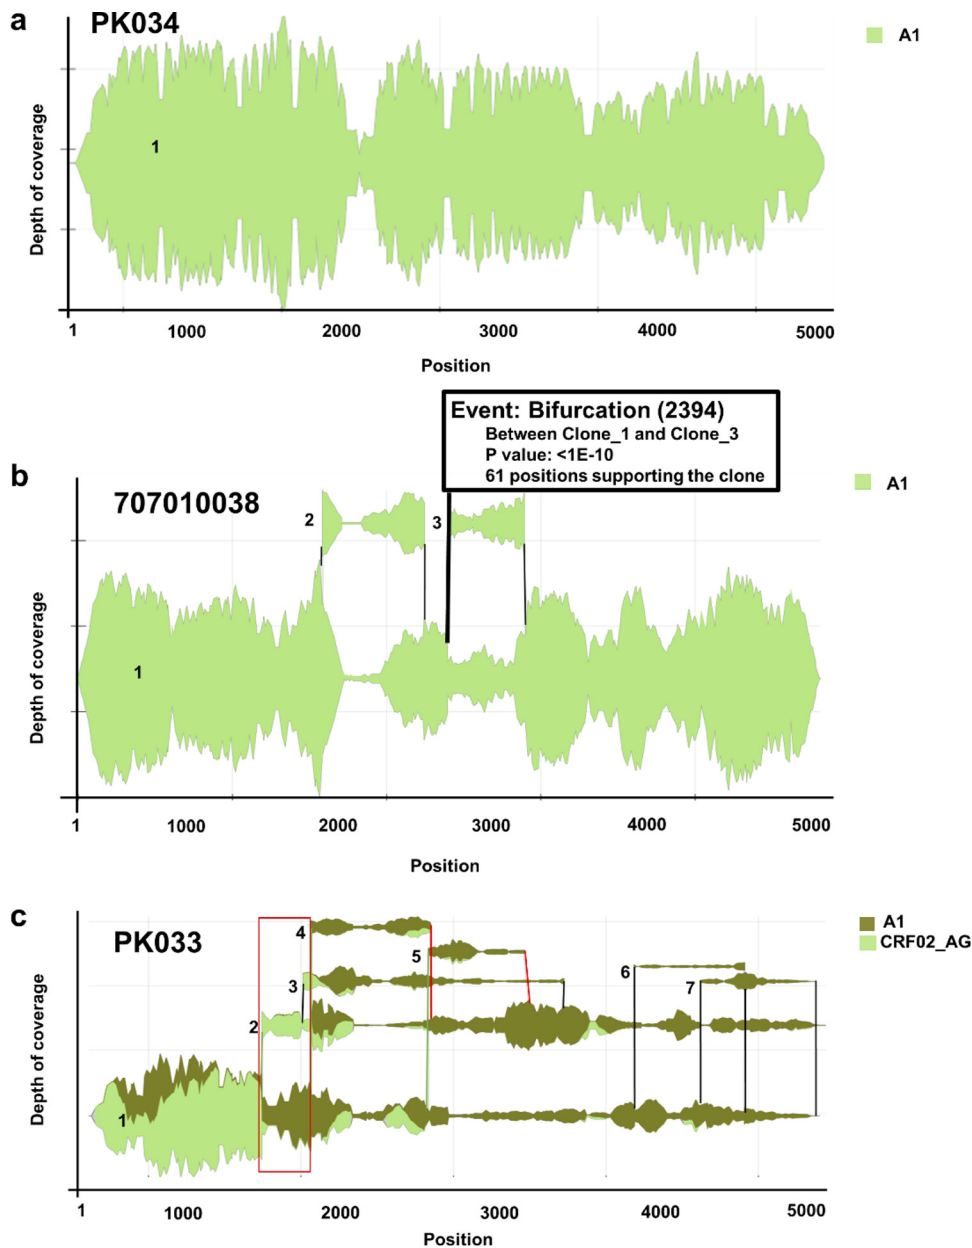 a
PK034
A1
1
Depth of coverage
1 1000 2000 3000 4000 5000
Position
Event: Bifurcation (2394)
Between Clone_1 and Clone_3
P value: <1E-10
61 positions supporting the clone
b
707010038
A1
2
3
1
Depth of coverage
1 1000 2000 3000 4000 5000
Position
c
PK033
A1
CRF02_AG
4
5
6
7
3
2
1
Depth of coverage
1 1000 2000 3000 4000 5000
Position